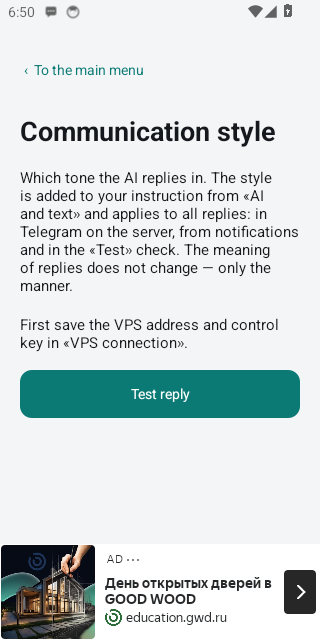 6:50
‹ To the main menu
Communication style
Which tone the AI replies in. The style
is added to your instruction from «AI
and text» and applies to all replies: in
Telegram on the server, from notifications
and in the «Test» check. The meaning
of replies does not change — only the
manner.
First save the VPS address and control
key in «VPS connection».
Test reply
AD
День открытых дверей в
GOOD WOOD
education.gwd.ru